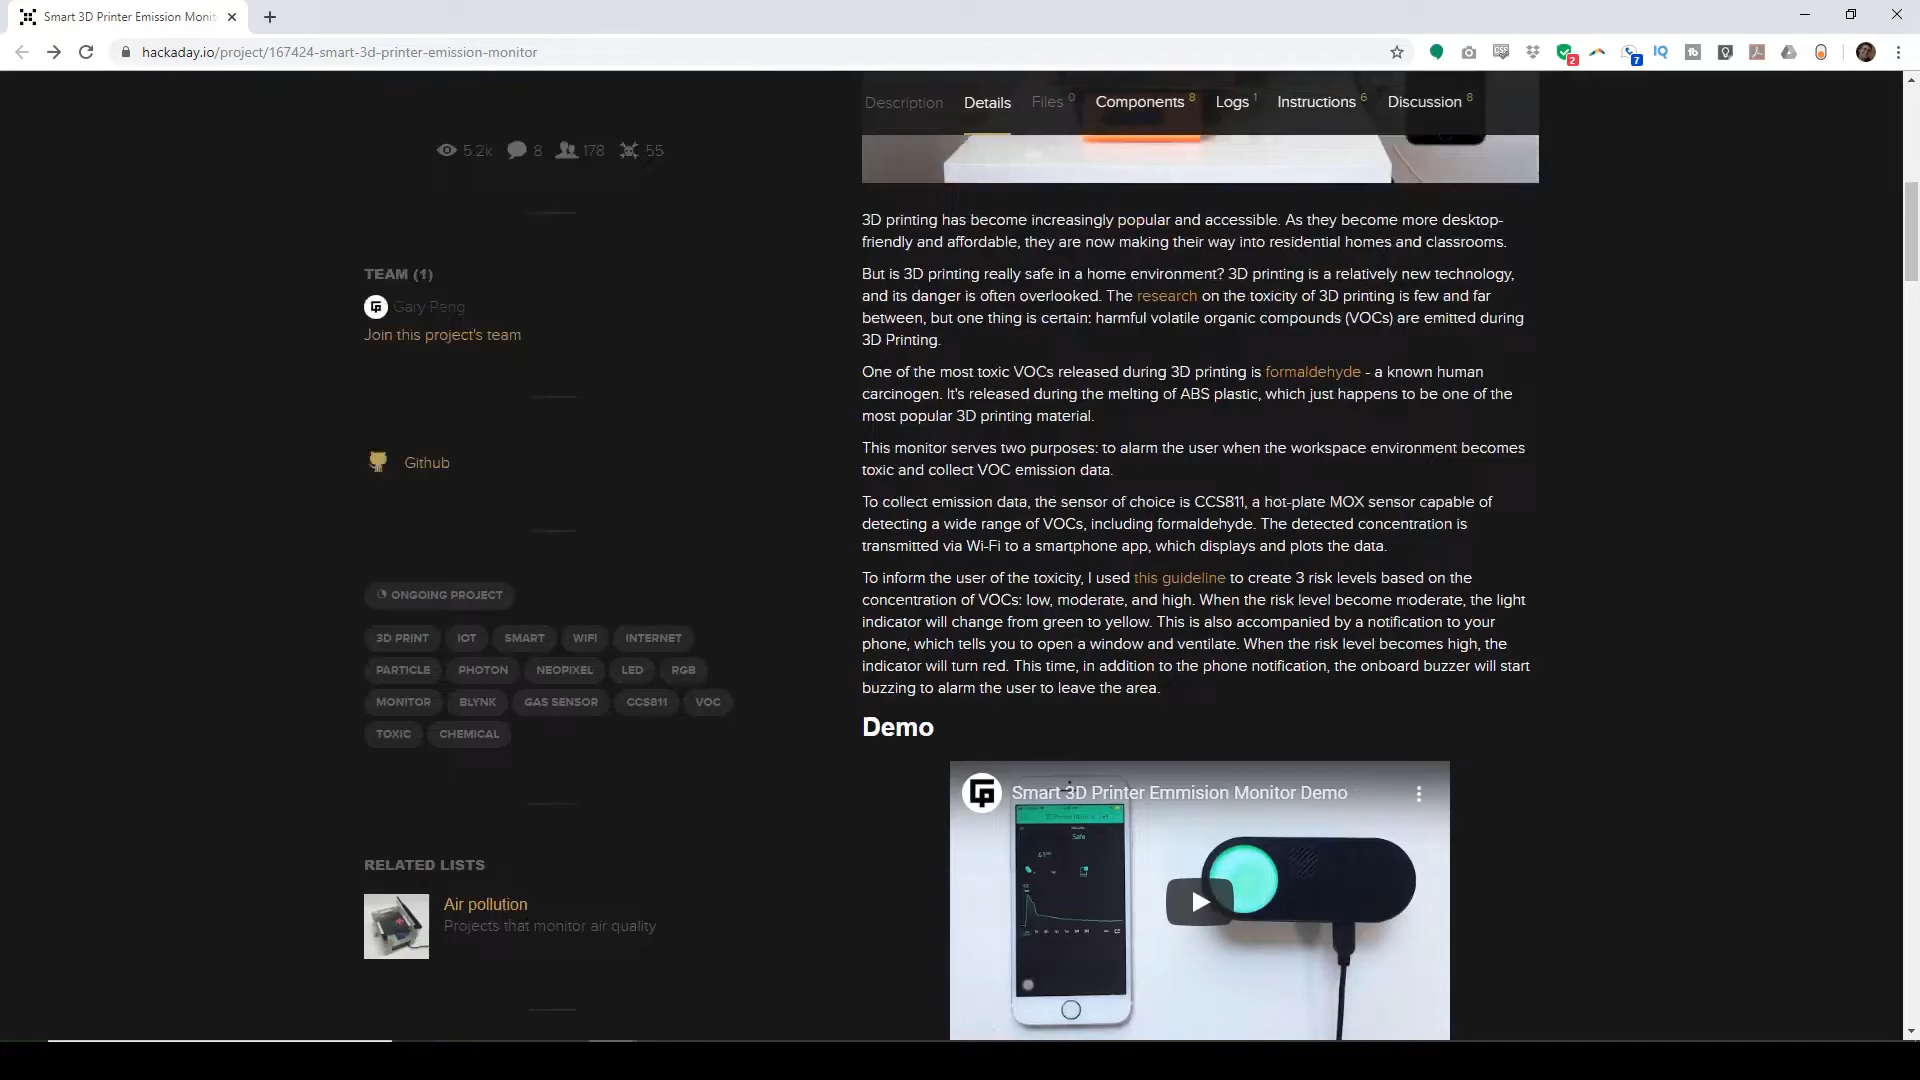 Smart 3D Printer Emission Monit
hackaday.io/project/167424-smart-3d-printer-emission-monitor
2
7
Description Details Files 0 Components 8 Logs 1 Instructions 6 Discussion 8
5.2k 8 178 55
TEAM (1)
Gary Peng
Join this project's team
Github
ONGOING PROJECT
3D PRINT IOT SMART WIFI INTERNET
PARTICLE PHOTON NEOPIXEL LED RGB
MONITOR BLYNK GAS SENSOR CCS811 VOC
TOXIC CHEMICAL
RELATED LISTS
Air pollution
Projects that monitor air quality
3D printing has become increasingly popular and accessible. As they become more desktop-
friendly and affordable, they are now making their way into residential homes and classrooms.
But is 3D printing really safe in a home environment? 3D printing is a relatively new technology,
and its danger is often overlooked. The research on the toxicity of 3D printing is few and far
between, but one thing is certain: harmful volatile organic compounds (VOCs) are emitted during
3D Printing.
One of the most toxic VOCs released during 3D printing is formaldehyde - a known human
carcinogen. It's released during the melting of ABS plastic, which just happens to be one of the
most popular 3D printing material.
This monitor serves two purposes: to alarm the user when the workspace environment becomes
toxic and collect VOC emission data.
To collect emission data, the sensor of choice is CCS811, a hot-plate MOX sensor capable of
detecting a wide range of VOCs, including formaldehyde. The detected concentration is
transmitted via Wi-Fi to a smartphone app, which displays and plots the data.
To inform the user of the toxicity, I used this guideline to create 3 risk levels based on the
concentration of VOCs: low, moderate, and high. When the risk level become moderate, the light
indicator will change from green to yellow. This is also accompanied by a notification to your
phone, which tells you to open a window and ventilate. When the risk level becomes high, the
indicator will turn red. This time, in addition to the phone notification, the onboard buzzer will start
buzzing to alarm the user to leave the area.
Demo
Smart 3D Printer Emmision Monitor Demo
Safe